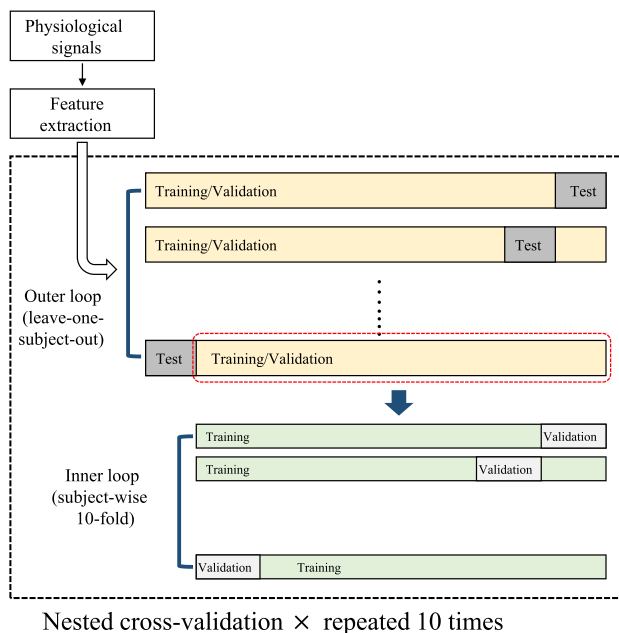 Physiological
signals
Feature
extraction
Training/Validation
Test
Training/Validation
Test
Outer loop
(leave-one-
subject-out)
Test
Training/Validation
Training
Validation
Training
Validation
Inner loop
(subject-wise
10-fold)
Validation
Training
Nested cross-validation × repeated 10 times